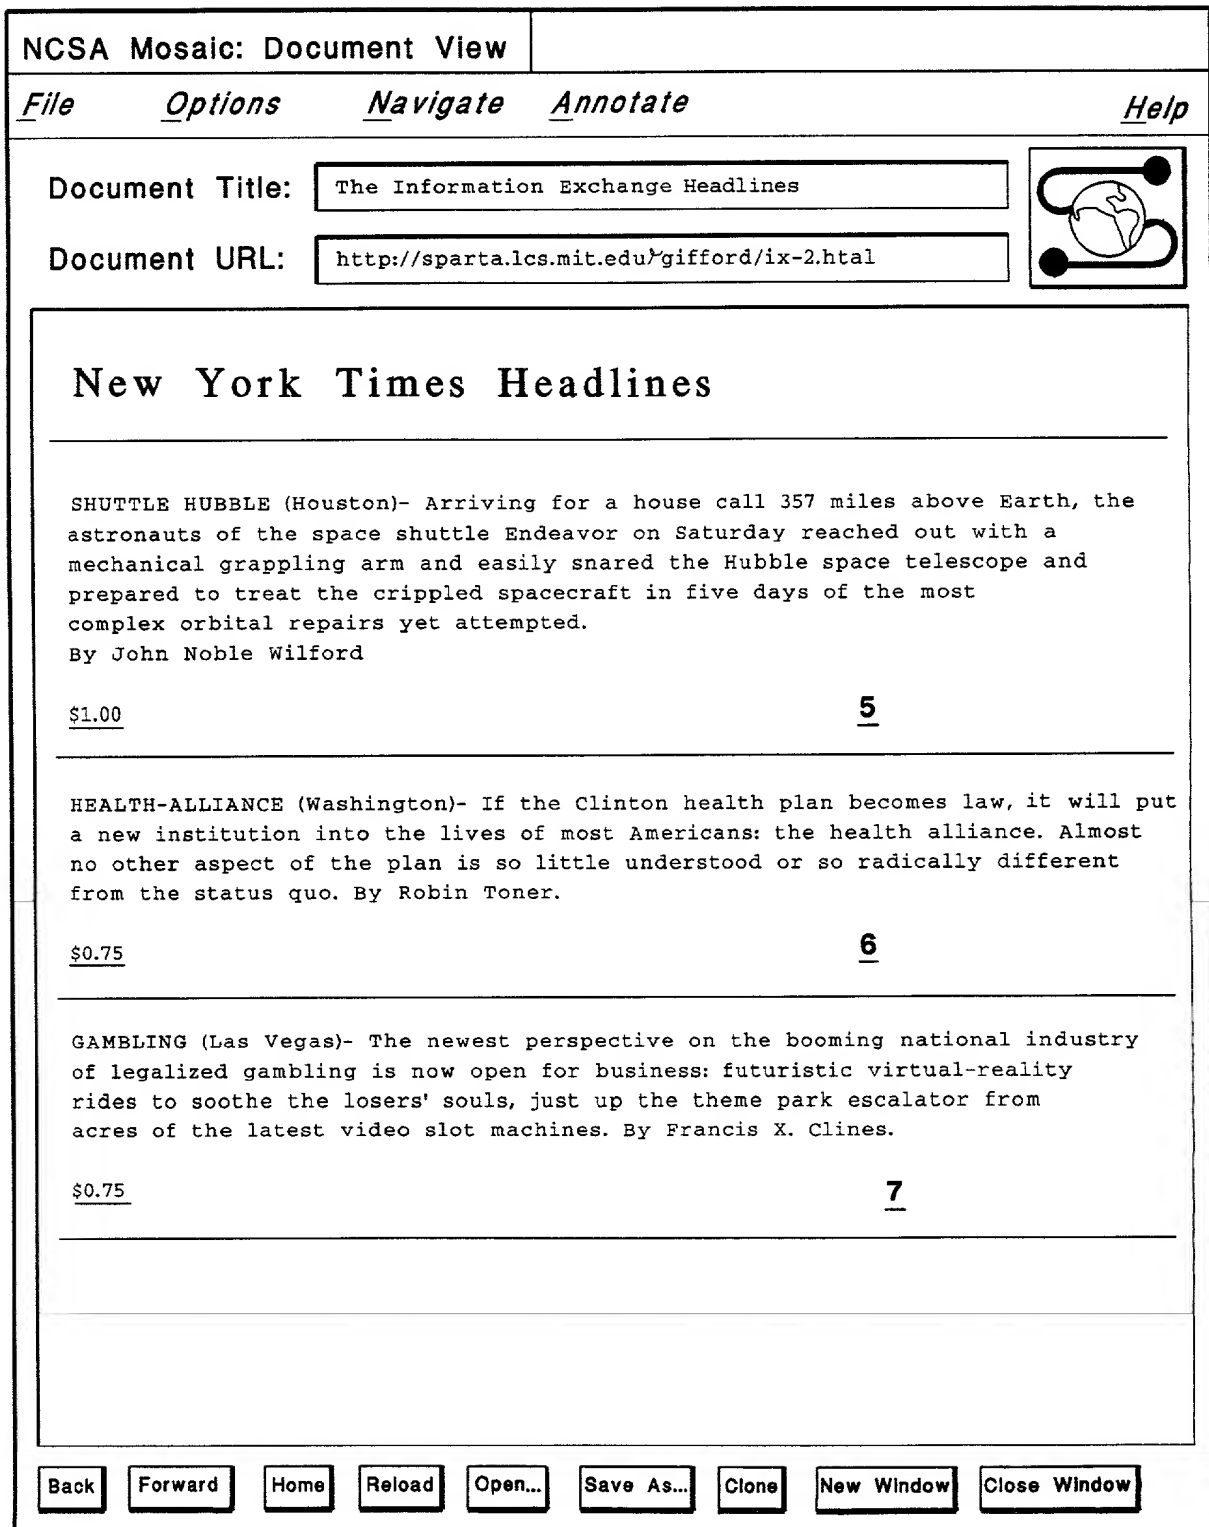 NCSA Mosaic: Document View
File Options Navigate Annotate Help
Document Title: The Information Exchange Headlines
Document URL: http://sparta.lcs.mit.edu/~gifford/ix-2.htal
New York Times Headlines
SHUTTLE HUBBLE (Houston)- Arriving for a house call 357 miles above Earth, the
astronauts of the space shuttle Endeavor on Saturday reached out with a
mechanical grappling arm and easily snared the Hubble space telescope and
prepared to treat the crippled spacecraft in five days of the most
complex orbital repairs yet attempted.
By John Noble Wilford
$1.00 5
HEALTH-ALLIANCE (Washington)- If the Clinton health plan becomes law, it will put
a new institution into the lives of most Americans: the health alliance. Almost
no other aspect of the plan is so little understood or so radically different
from the status quo. By Robin Toner.
$0.75 6
GAMBLING (Las Vegas)- The newest perspective on the booming national industry
of legalized gambling is now open for business: futuristic virtual-reality
rides to soothe the losers' souls, just up the theme park escalator from
acres of the latest video slot machines. By Francis X. Clines.
$0.75 7
Back Forward Home Reload Open... Save As... Clone New Window Close Window